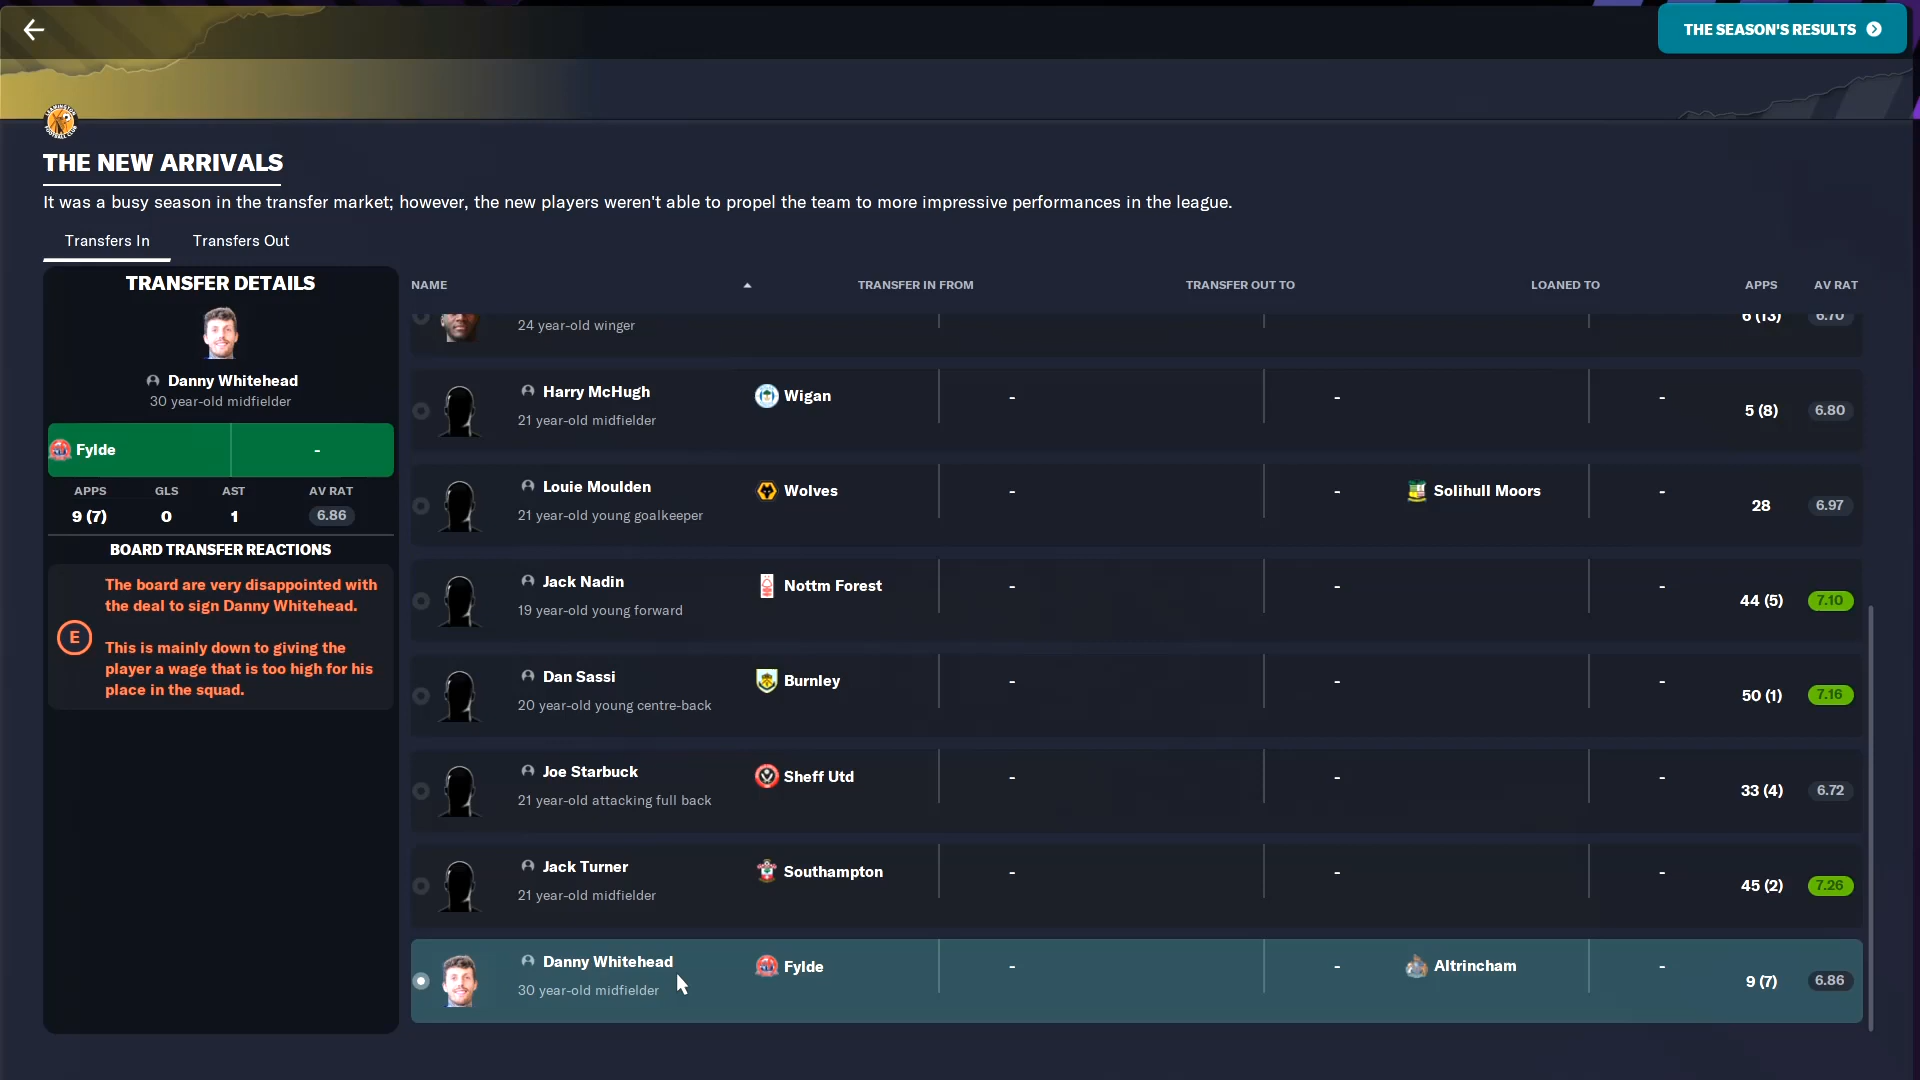 THE SEASON'S RESULTS
LEAMINGTON FOOTBALL CLUB
THE NEW ARRIVALS
It was a busy season in the transfer market; however, the new players weren't able to propel the team to more impressive performances in the league.
Transfers In
Transfers Out
TRANSFER DETAILS
Danny Whitehead
30 year-old midfielder
Fylde
-
APPS GLS AST AV RAT
9 (7) 0 1 6.86
BOARD TRANSFER REACTIONS
E
The board are very disappointed with
the deal to sign Danny Whitehead.
This is mainly down to giving the
player a wage that is too high for his
place in the squad.
NAME TRANSFER IN FROM TRANSFER OUT TO LOANED TO APPS AV RAT
24 year-old winger
6 (13) 6.70
Harry McHugh
21 year-old midfielder
Wigan - - - 5 (8) 6.80
Louie Moulden
21 year-old young goalkeeper
Wolves - - Solihull Moors - 28 6.97
Jack Nadin
19 year-old young forward
Nottm Forest - - - 44 (5) 7.10
Dan Sassi
20 year-old young centre-back
Burnley - - - 50 (1) 7.16
Joe Starbuck
21 year-old attacking full back
Sheff Utd - - - 33 (4) 6.72
Jack Turner
21 year-old midfielder
Southampton - - - 45 (2) 7.26
Danny Whitehead
30 year-old midfielder
Fylde - - Altrincham - 9 (7) 6.86